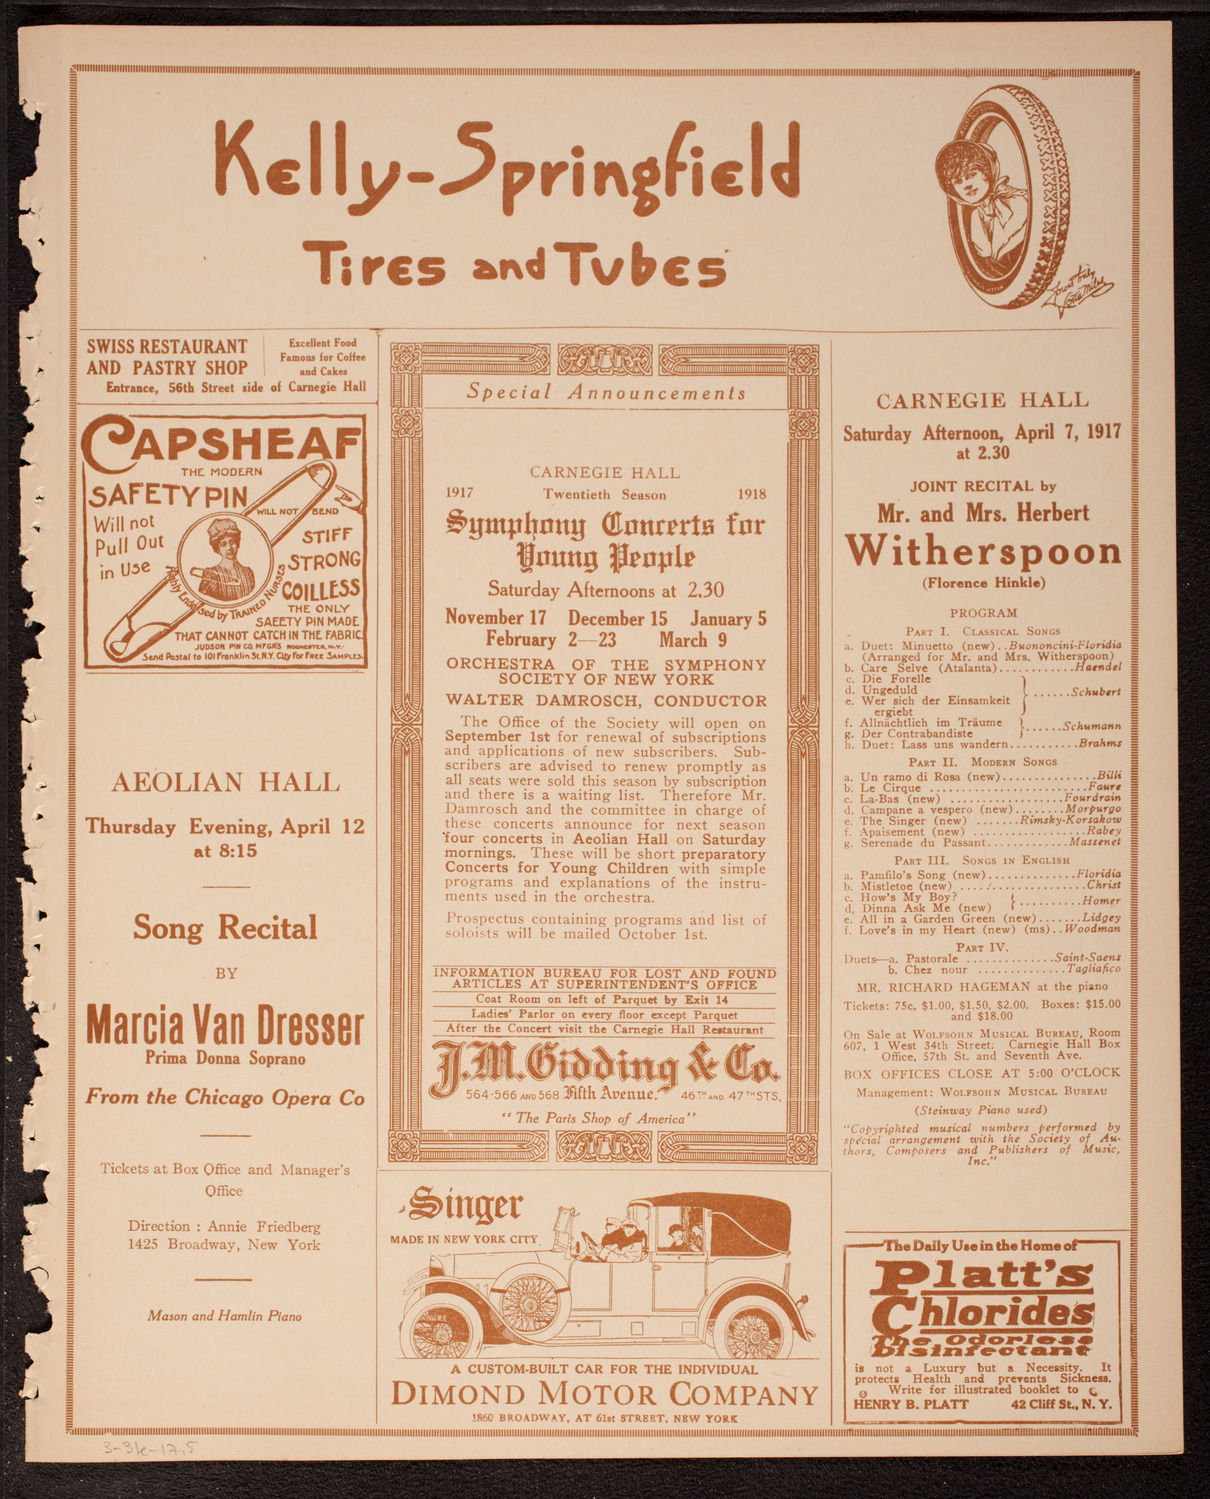 Kelly-Springfield
Tires and Tubes
Yours truly
Lotta Miles
SWISS RESTAURANT
AND PASTRY SHOP
Excellent Food
Famous for Coffee
and Cakes
Entrance, 56th Street side of Carnegie Hall
CAPSHEAF
THE MODERN
SAFETY PIN
WILL NOT BEND
Will not
Pull Out
in Use
STIFF
STRONG
COILLESS
Highly Endorsed by TRAINED NURSES
THE ONLY
SAFETY PIN MADE
THAT CANNOT CATCH IN THE FABRIC.
JUDSON PIN CO. MFGRS ROCHESTER, N.Y.
Send Postal to 101 Franklin St. N.Y. City for FREE SAMPLES.
AEOLIAN HALL
Thursday Evening, April 12
at 8:15
Song Recital
BY
Marcia Van Dresser
Prima Donna Soprano
From the Chicago Opera Co
Tickets at Box Office and Manager's
Office
Direction : Annie Friedberg
1425 Broadway, New York
Mason and Hamlin Piano
Special Announcements
CARNEGIE HALL
1917 Twentieth Season 1918
Symphony Concerts for
Young People
Saturday Afternoons at 2.30
November 17 December 15 January 5
February 2—23 March 9
ORCHESTRA OF THE SYMPHONY
SOCIETY OF NEW YORK
WALTER DAMROSCH, CONDUCTOR
The Office of the Society will open on
September 1st for renewal of subscriptions
and applications of new subscribers. Sub-
scribers are advised to renew promptly as
all seats were sold this season by subscription
and there is a waiting list. Therefore Mr.
Damrosch and the committee in charge of
these concerts announce for next season
four concerts in Aeolian Hall on Saturday
mornings. These will be short preparatory
Concerts for Young Children with simple
programs and explanations of the instru-
ments used in the orchestra.
Prospectus containing programs and list of
soloists will be mailed October 1st.
INFORMATION BUREAU FOR LOST AND FOUND
ARTICLES AT SUPERINTENDENT'S OFFICE
Coat Room on left of Parquet by Exit 14
Ladies' Parlor on every floor except Parquet
After the Concert visit the Carnegie Hall Restaurant
J.M. Gidding & Co.
564-566 AND 568 Fifth Avenue. 46TH AND 47TH STS.
"The Paris Shop of America"
Singer
MADE IN NEW YORK CITY
A CUSTOM-BUILT CAR FOR THE INDIVIDUAL
DIMOND MOTOR COMPANY
1860 BROADWAY, AT 61st STREET, NEW YORK
CARNEGIE HALL
Saturday Afternoon, April 7, 1917
at 2.30
JOINT RECITAL by
Mr. and Mrs. Herbert
Witherspoon
(Florence Hinkle)
PROGRAM
PART I. CLASSICAL SONGS
a. Duet: Minuetto (new)..Buononcini-Floridia
(Arranged for Mr. and Mrs. Witherspoon)
b. Care Selve (Atalanta)............Haendel
c. Die Forelle
d. Ungeduld ......Schubert
e. Wer sich der Einsamkeit
ergiebt
f. Allnächtlich im Träume ......Schumann
g. Der Contrabandiste
h. Duet: Lass uns wandern...........Brahms
PART II. MODERN SONGS
a. Un ramo di Rosa (new)...............Billi
b. Le Cirque .........................Faure
c. La-Bas (new) ..................Fourdrain
d. Campane a vespero (new)........Morpurgo
e. The Singer (new) .......Rimsky-Korsakow
f. Apaisement (new) ..................Rabey
g. Serenade du Passant.............Massenet
PART III. SONGS IN ENGLISH
a. Pamfilo's Song (new)..............Floridia
b. Mistletoe (new) ....................Christ
c. How's My Boy? ..........Homer
d, Dinna Ask Me (new)
e. All in a Garden Green (new).......Lidgey
f. Love's in my Heart (new) (ms)..Woodman
PART IV.
Duets—a. Pastorale ..............Saint-Saens
b. Chez nour ..............Tagliafico
MR. RICHARD HAGEMAN at the piano
Tickets: 75c, $1.00, $1.50, $2.00. Boxes: $15.00
and $18.00
On Sale at WOLFSOHN MUSICAL BUREAU, Room
607, 1 West 34th Street. Carnegie Hall Box
Office, 57th St. and Seventh Ave.
BOX OFFICES CLOSE AT 5:00 O'CLOCK
Management: WOLFSOHN MUSICAL BUREAU
(Steinway Piano used)
"Copyrighted musical numbers performed by
special arrangement with the Society of Au-
thors, Composers and Publishers of Music,
Inc."
The Daily Use in the Home of
Platt's
Chlorides
The Odorless
Disinfectant
is not a Luxury but a Necessity. It
protects Health and prevents Sickness.
Write for illustrated booklet to
HENRY B. PLATT 42 Cliff St., N. Y.